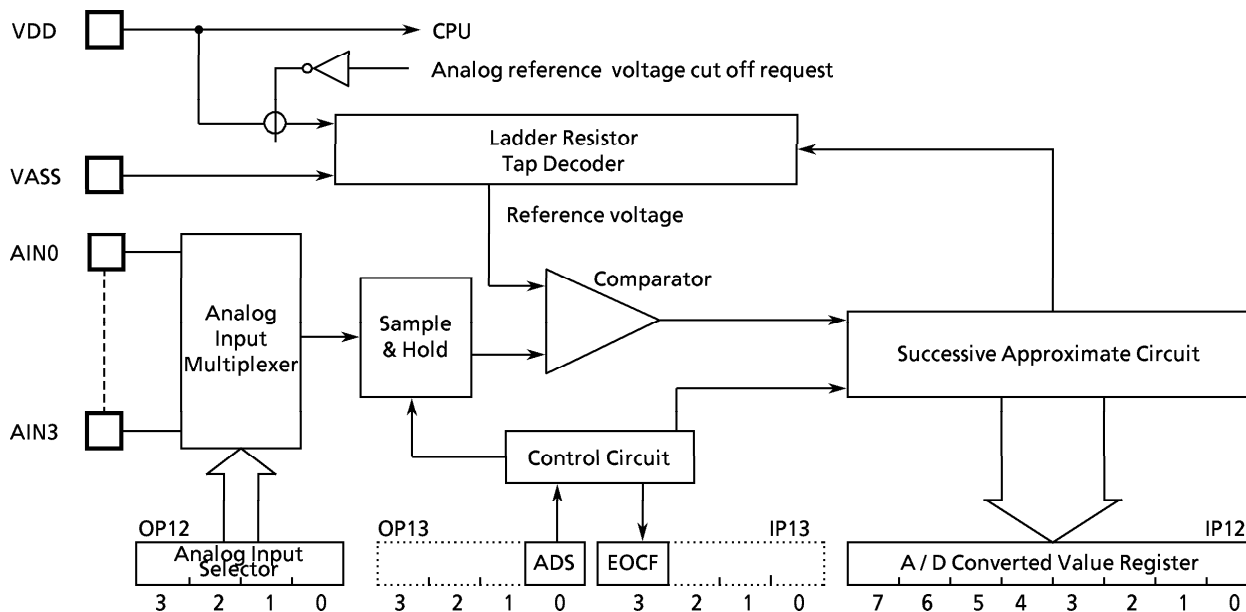 VDD
CPU
Analog reference voltage cut off request
Ladder Resistor
Tap Decoder
VASS
Reference voltage
AIN0
Comparator
Analog
Input
Multiplexer
Sample
& Hold
Successive Approximate Circuit
AIN3
Control Circuit
OP12
OP13
IP13
IP12
Analog Input
Selector
ADS
EOCF
A / D Converted Value Register
3 2 1 0
3 2 1 0
3 2 1 0
7 6 5 4 3 2 1 0